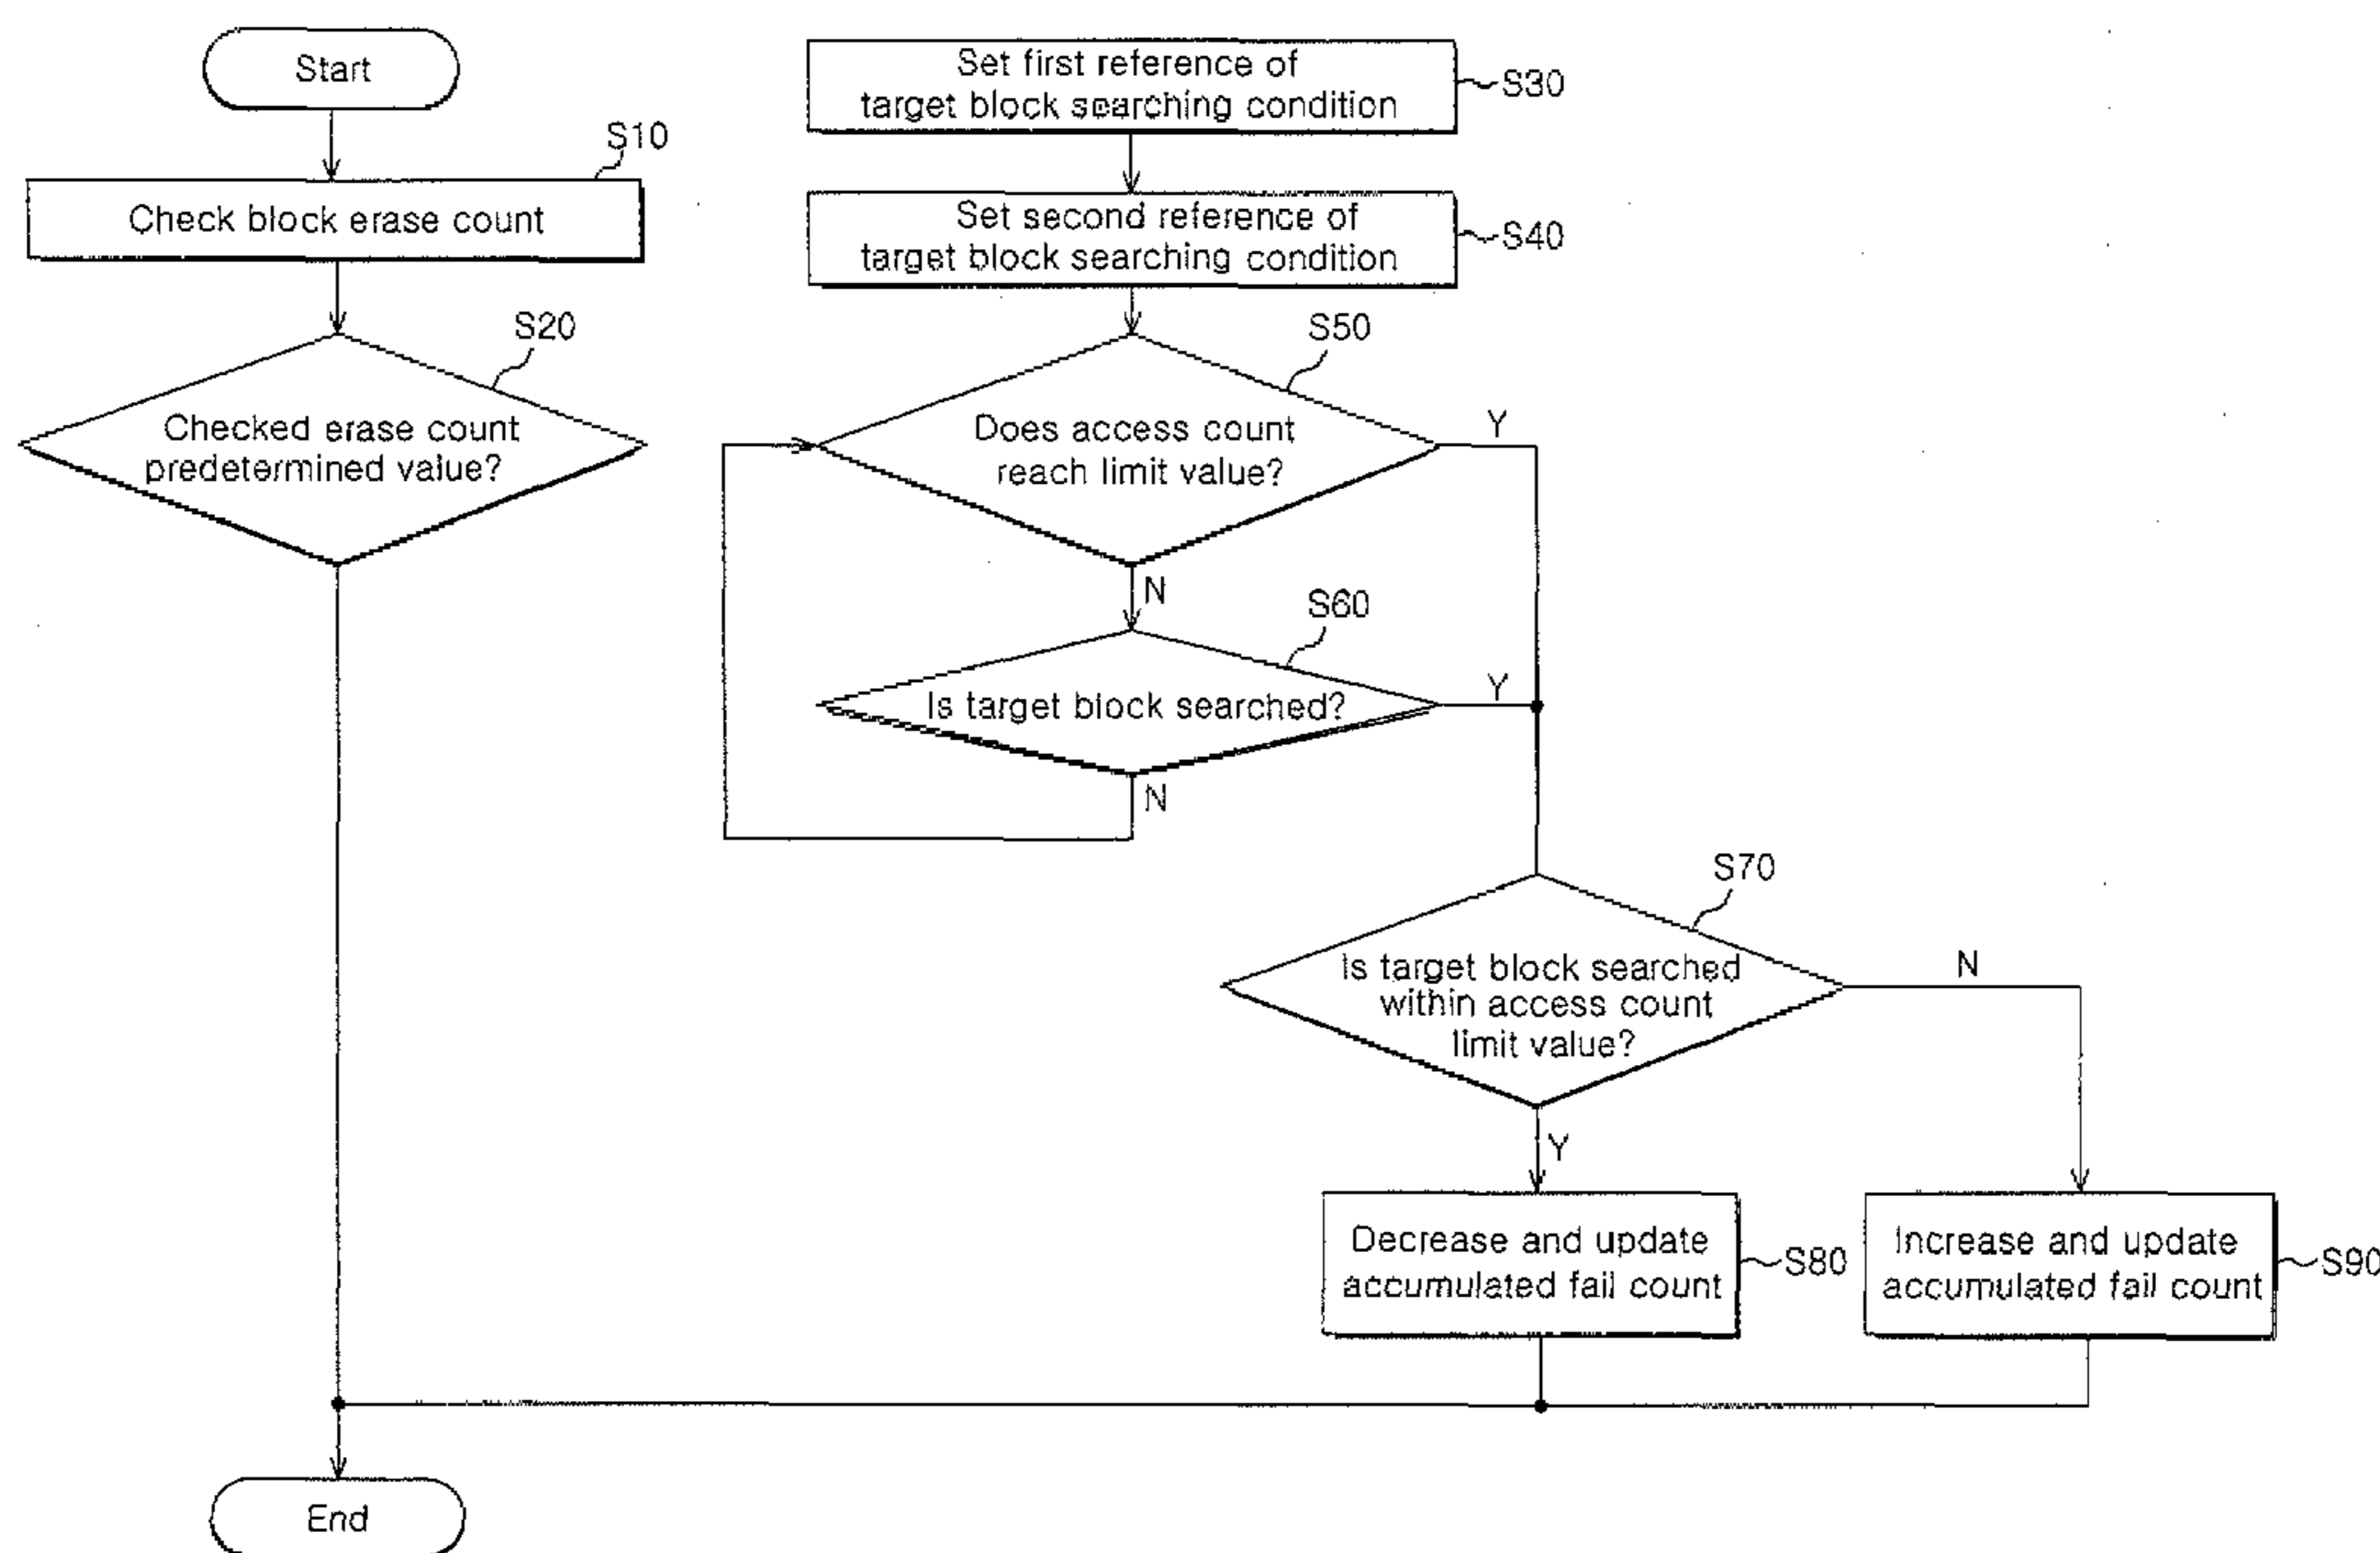 Start
S10
Check block erase count
S20
Checked erase count
predetermined value?
Set first reference of
target block searching condition
S30
Set second reference of
target block searching condition
S40
S50
Does access count
reach limit value?
Y
N
S60
Is target block searched?
Y
N
S70
Is target block searched
within access count
limit value?
N
Y
Decrease and update
accumulated fail count
S80
Increase and update
accumulated fail count
S90
End